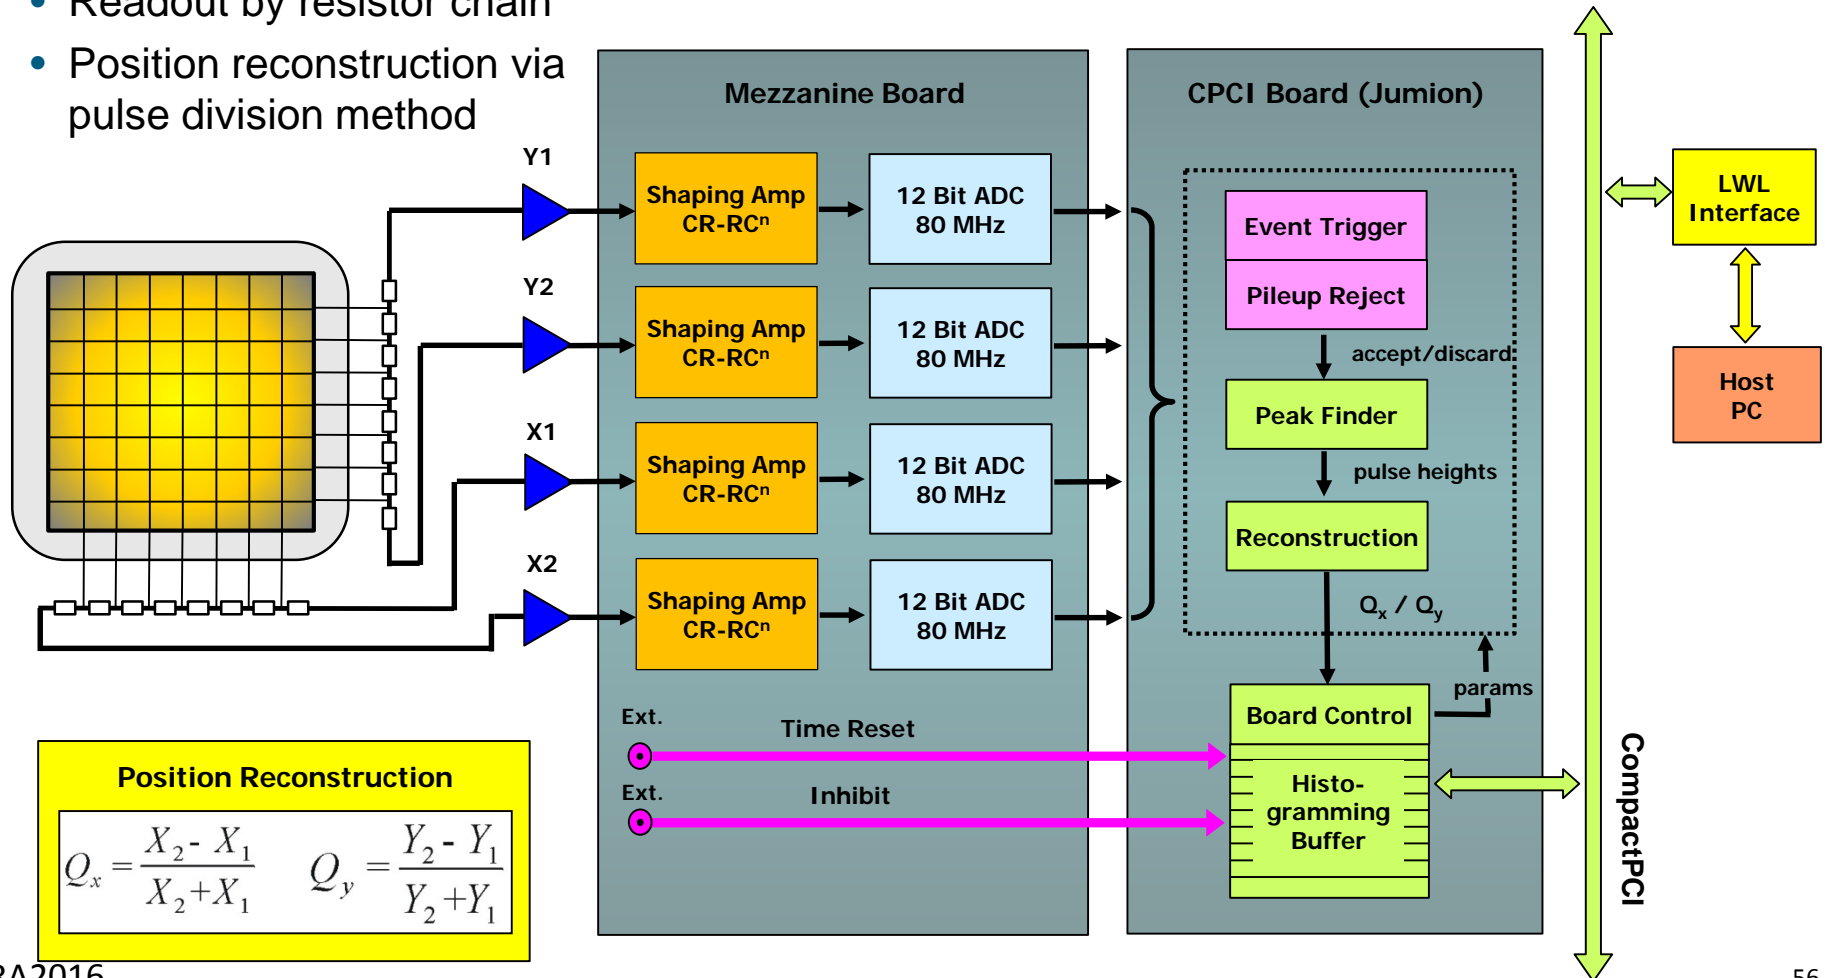 • Readout by resistor chain
• Position reconstruction via
pulse division method
Mezzanine Board
CPCI Board (Jumion)
Y1
Shaping Amp
CR-RCⁿ
12 Bit ADC
80 MHz
Y2
Shaping Amp
CR-RCⁿ
12 Bit ADC
80 MHz
X1
Shaping Amp
CR-RCⁿ
12 Bit ADC
80 MHz
X2
Shaping Amp
CR-RCⁿ
12 Bit ADC
80 MHz
Event Trigger
Pileup Reject
accept/discard
Peak Finder
pulse heights
Reconstruction
Qₓ / Q_y
params
Board Control
Histo-
gramming
Buffer
Ext.
Time Reset
Ext.
Inhibit
LWL
Interface
Host
PC
CompactPCI
Position Reconstruction
Qₓ = (X₂ - X₁) / (X₂+X₁) Q_y = (Y₂ - Y₁) / (Y₂+Y₁)
RA2016
56